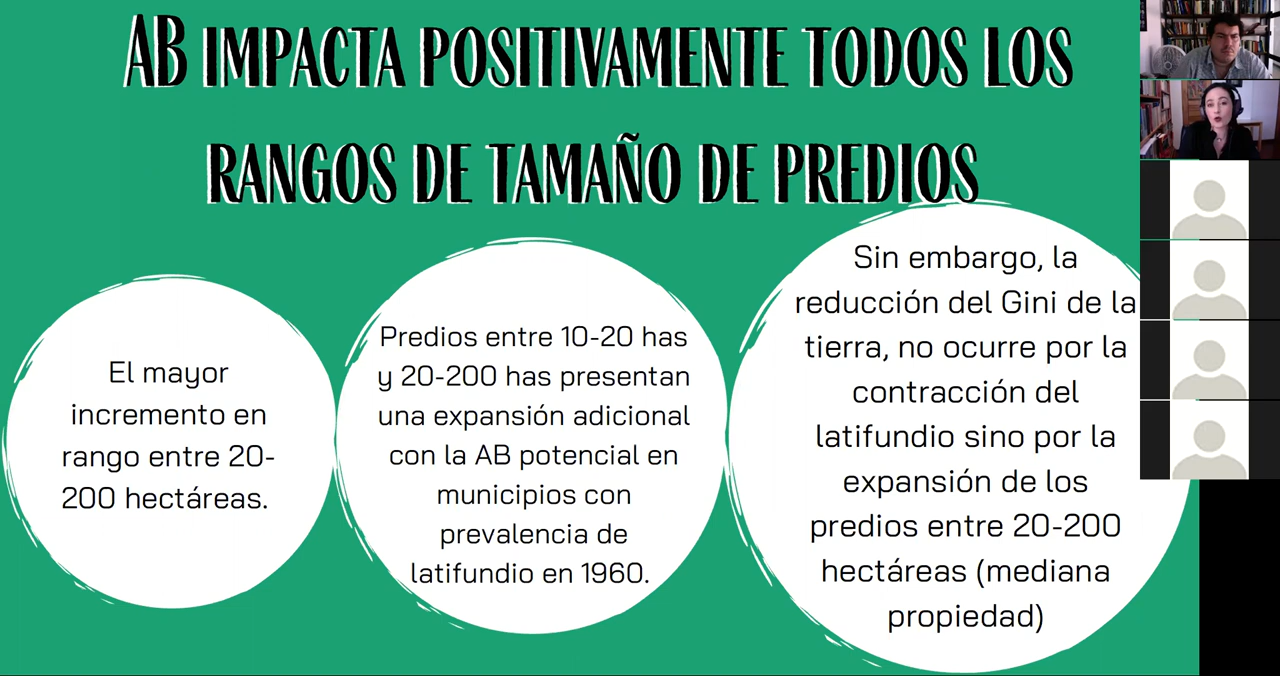 AB IMPACTA POSITIVAMENTE TODOS LOS
RANGOS DE TAMAÑO DE PREDIOS
El mayor
incremento en
rango entre 20-
200 hectáreas.
Predios entre 10-20 has
y 20-200 has presentan
una expansión adicional
con la AB potencial en
municipios con
prevalencia de
latifundio en 1960.
Sin embargo, la
reducción del Gini de la
tierra, no ocurre por la
contracción del
latifundio sino por la
expansión de los
predios entre 20-200
hectáreas (mediana
propiedad)